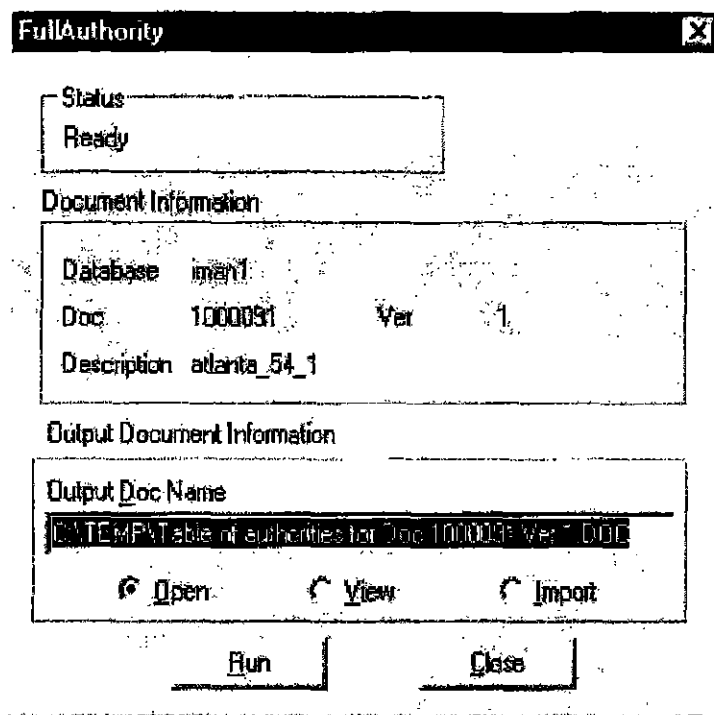 FullAuthority
Status
Ready
Document Information
Database iman1
Doc 1000091 Ver 1
Description atlanta_54_1
Output Document Information
Output Doc Name
C:\TEMP\Table of authorities for Doc 1000091 Ver 1.DOC
Open View Import
Run Close